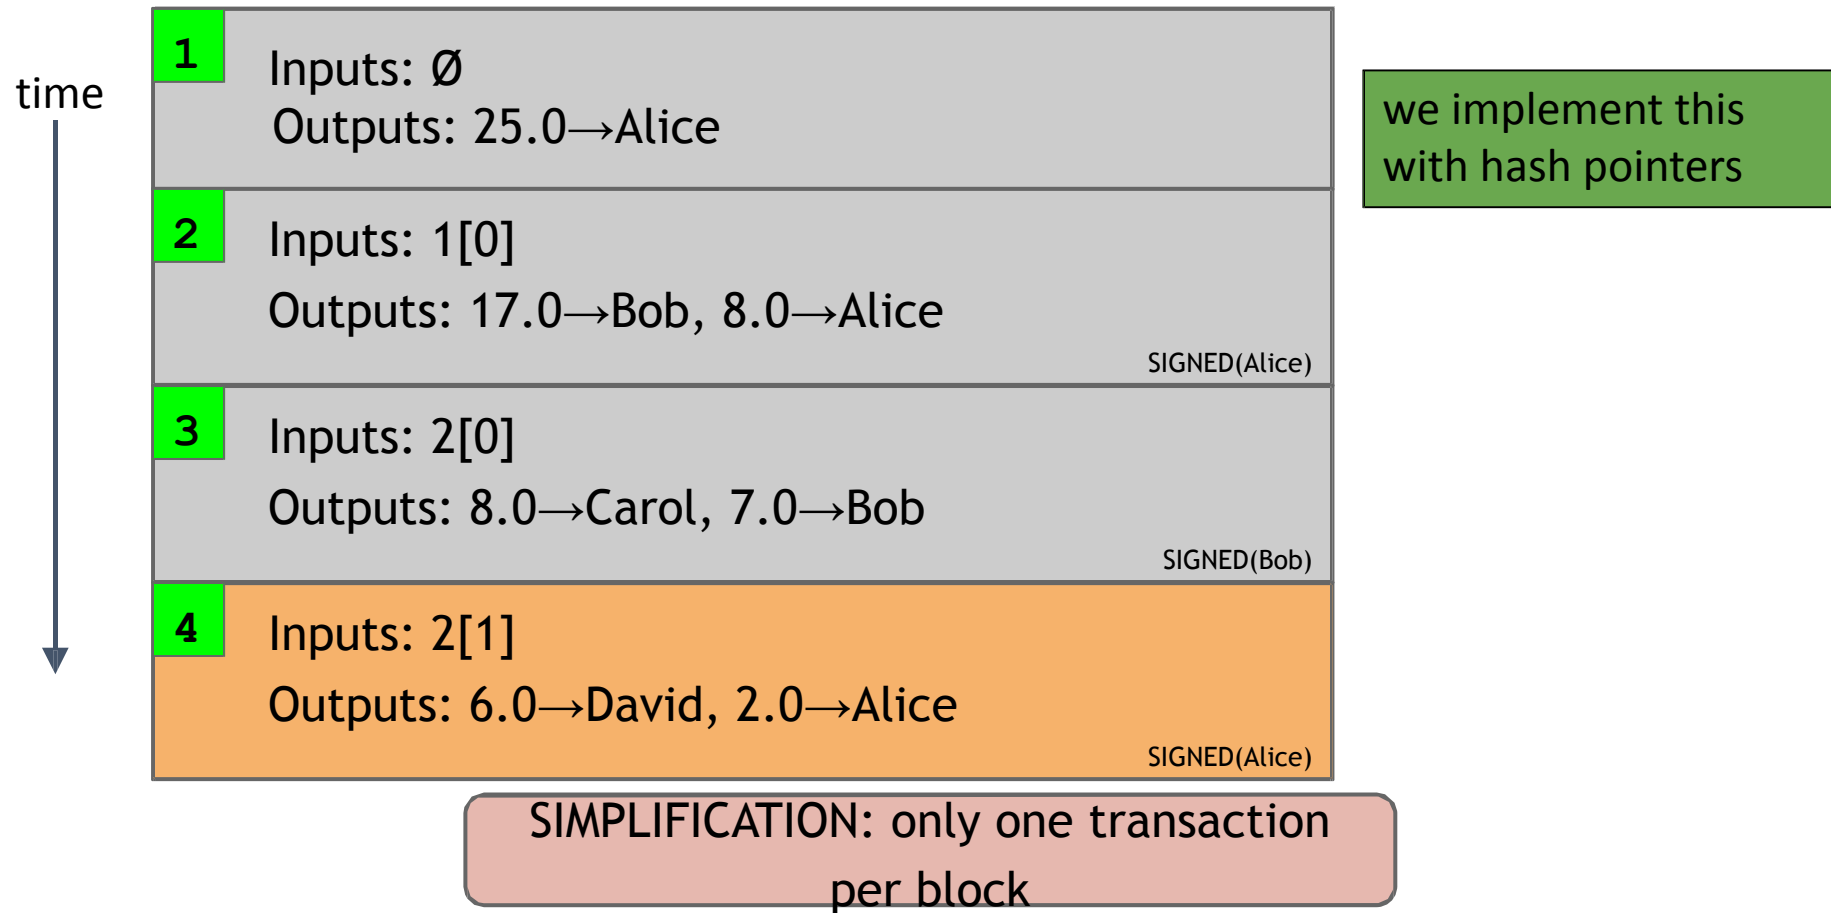 time
1
Inputs: Ø
Outputs: 25.0→Alice
we implement this
with hash pointers
2
Inputs: 1[0]
Outputs: 17.0→Bob, 8.0→Alice
SIGNED(Alice)
3
Inputs: 2[0]
Outputs: 8.0→Carol, 7.0→Bob
SIGNED(Bob)
4
Inputs: 2[1]
Outputs: 6.0→David, 2.0→Alice
SIGNED(Alice)
SIMPLIFICATION: only one transaction
per block